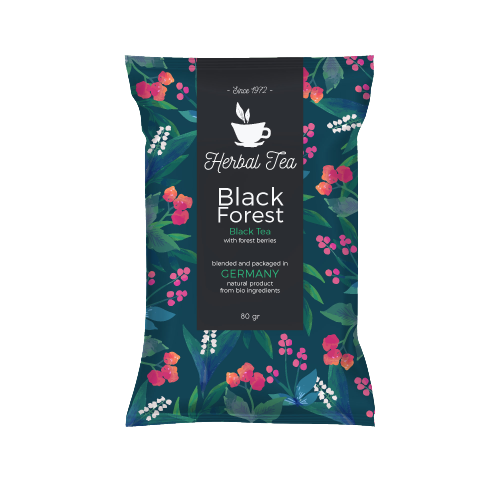 - Since 1972 -
Herbal Tea
Black
Forest
Black Tea
with forest berries
blended and packaged in
GERMANY
natural product
from bio ingredients
80 gr